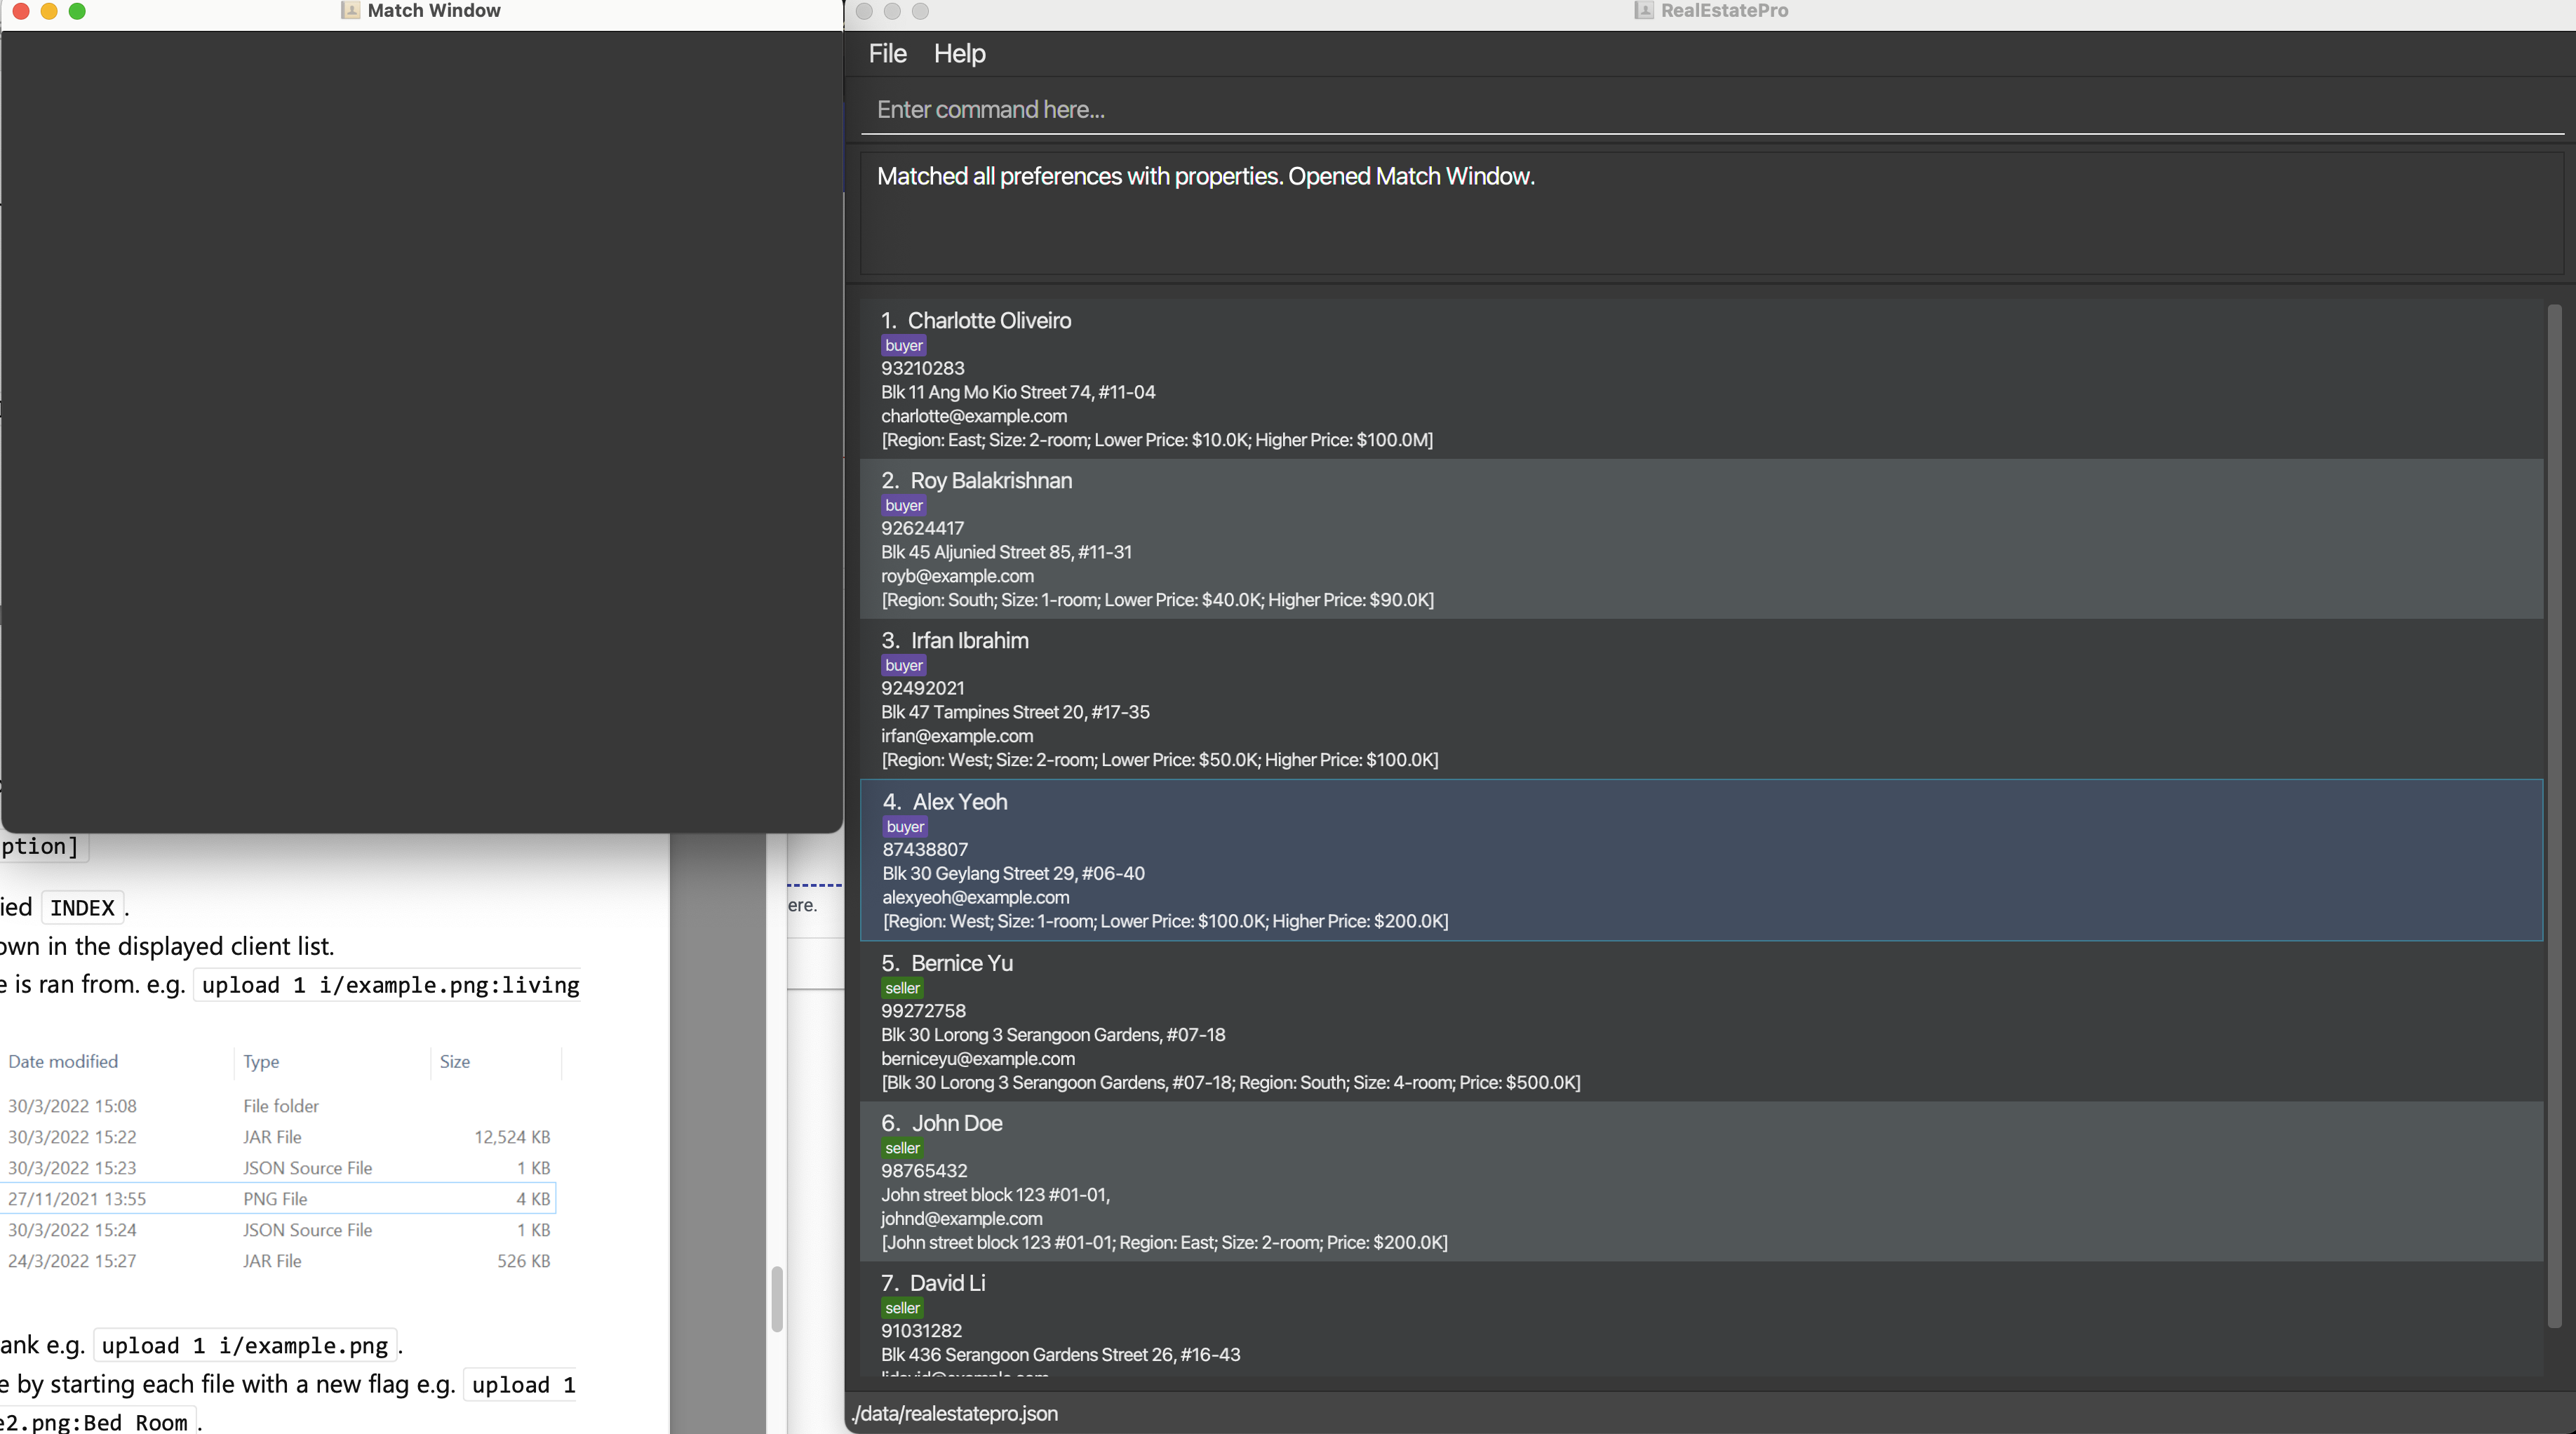 Match Window
ption]
ied INDEX.
own in the displayed client list.
e is ran from. e.g. upload 1 i/example.png:living
Date modified Type Size
30/3/2022 15:08 File folder
30/3/2022 15:22 JAR File 12,524 KB
30/3/2022 15:23 JSON Source File 1 KB
27/11/2021 13:55 PNG File 4 KB
30/3/2022 15:24 JSON Source File 1 KB
24/3/2022 15:27 JAR File 526 KB
ank e.g. upload 1 i/example.png.
e by starting each file with a new flag e.g. upload 1
e2.png:Bed Room.
ere.
RealEstatePro
File Help
Enter command here...
Matched all preferences with properties. Opened Match Window.
1. Charlotte Oliveiro
buyer
93210283
Blk 11 Ang Mo Kio Street 74, #11-04
charlotte@example.com
[Region: East; Size: 2-room; Lower Price: $10.0K; Higher Price: $100.0M]
2. Roy Balakrishnan
buyer
92624417
Blk 45 Aljunied Street 85, #11-31
royb@example.com
[Region: South; Size: 1-room; Lower Price: $40.0K; Higher Price: $90.0K]
3. Irfan Ibrahim
buyer
92492021
Blk 47 Tampines Street 20, #17-35
irfan@example.com
[Region: West; Size: 2-room; Lower Price: $50.0K; Higher Price: $100.0K]
4. Alex Yeoh
buyer
87438807
Blk 30 Geylang Street 29, #06-40
alexyeoh@example.com
[Region: West; Size: 1-room; Lower Price: $100.0K; Higher Price: $200.0K]
5. Bernice Yu
seller
99272758
Blk 30 Lorong 3 Serangoon Gardens, #07-18
berniceyu@example.com
[Blk 30 Lorong 3 Serangoon Gardens, #07-18; Region: South; Size: 4-room; Price: $500.0K]
6. John Doe
seller
98765432
John street block 123 #01-01,
johnd@example.com
[John street block 123 #01-01; Region: East; Size: 2-room; Price: $200.0K]
7. David Li
seller
91031282
Blk 436 Serangoon Gardens Street 26, #16-43
./data/realestatepro.json